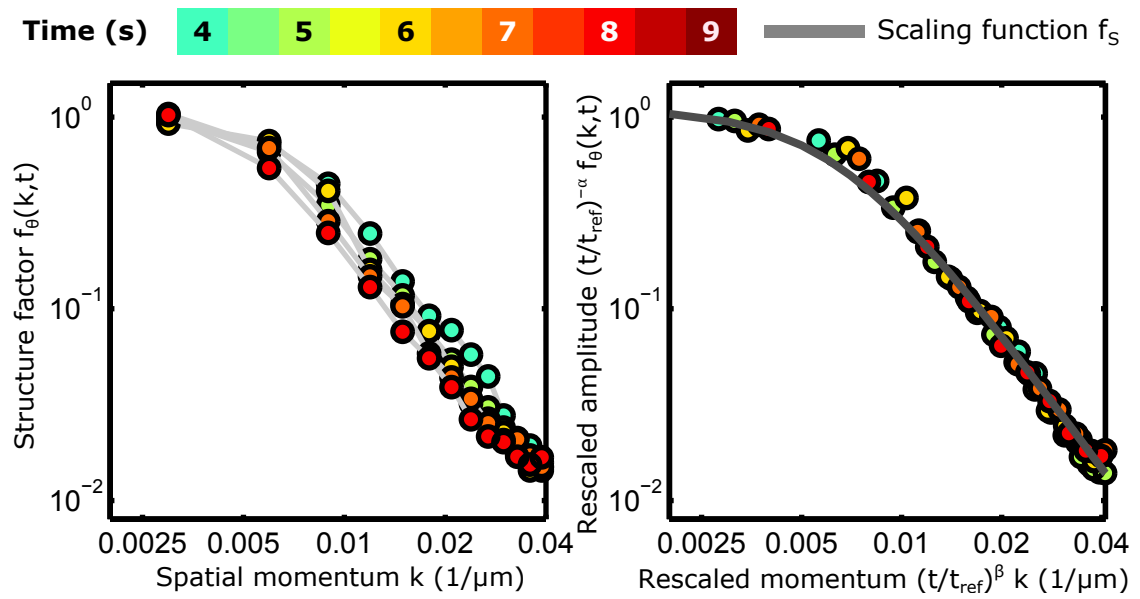 Time (s) 4 5 6 7 8 9 Scaling function f_S
Structure factor f_θ(k,t)
10^0
10^-1
10^-2
0.0025 0.005 0.01 0.02 0.04
Spatial momentum k (1/μm)
Rescaled amplitude (t/t_ref)^-α f_θ(k,t)
10^0
10^-1
10^-2
0.0025 0.005 0.01 0.02 0.04
Rescaled momentum (t/t_ref)^β k (1/μm)